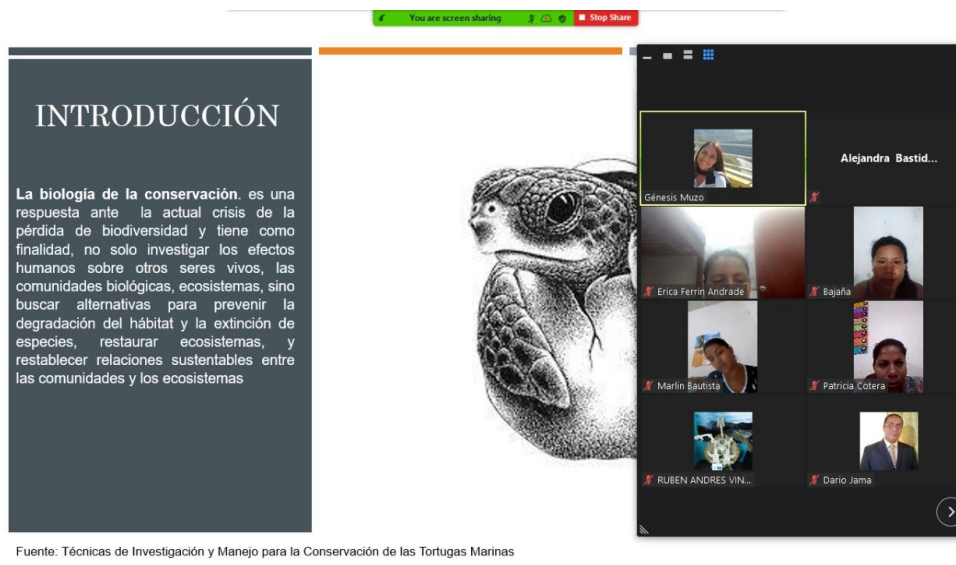 You are screen sharing
Stop Share
INTRODUCCIÓN
La biología de la conservación. es una
respuesta ante la actual crisis de la
pérdida de biodiversidad y tiene como
finalidad, no solo investigar los efectos
humanos sobre otros seres vivos, las
comunidades biológicas, ecosistemas, sino
buscar alternativas para prevenir la
degradación del hábitat y la extinción de
especies, restaurar ecosistemas, y
restablecer relaciones sustentables entre
las comunidades y los ecosistemas
Génesis Muzo
Alejandra Bastid...
Erica Ferrin Andrade
Bajaña
Marlin Bautista
Patricia Cotera
RUBEN ANDRES VIN...
Dario Jama
Fuente: Técnicas de Investigación y Manejo para la Conservación de las Tortugas Marinas